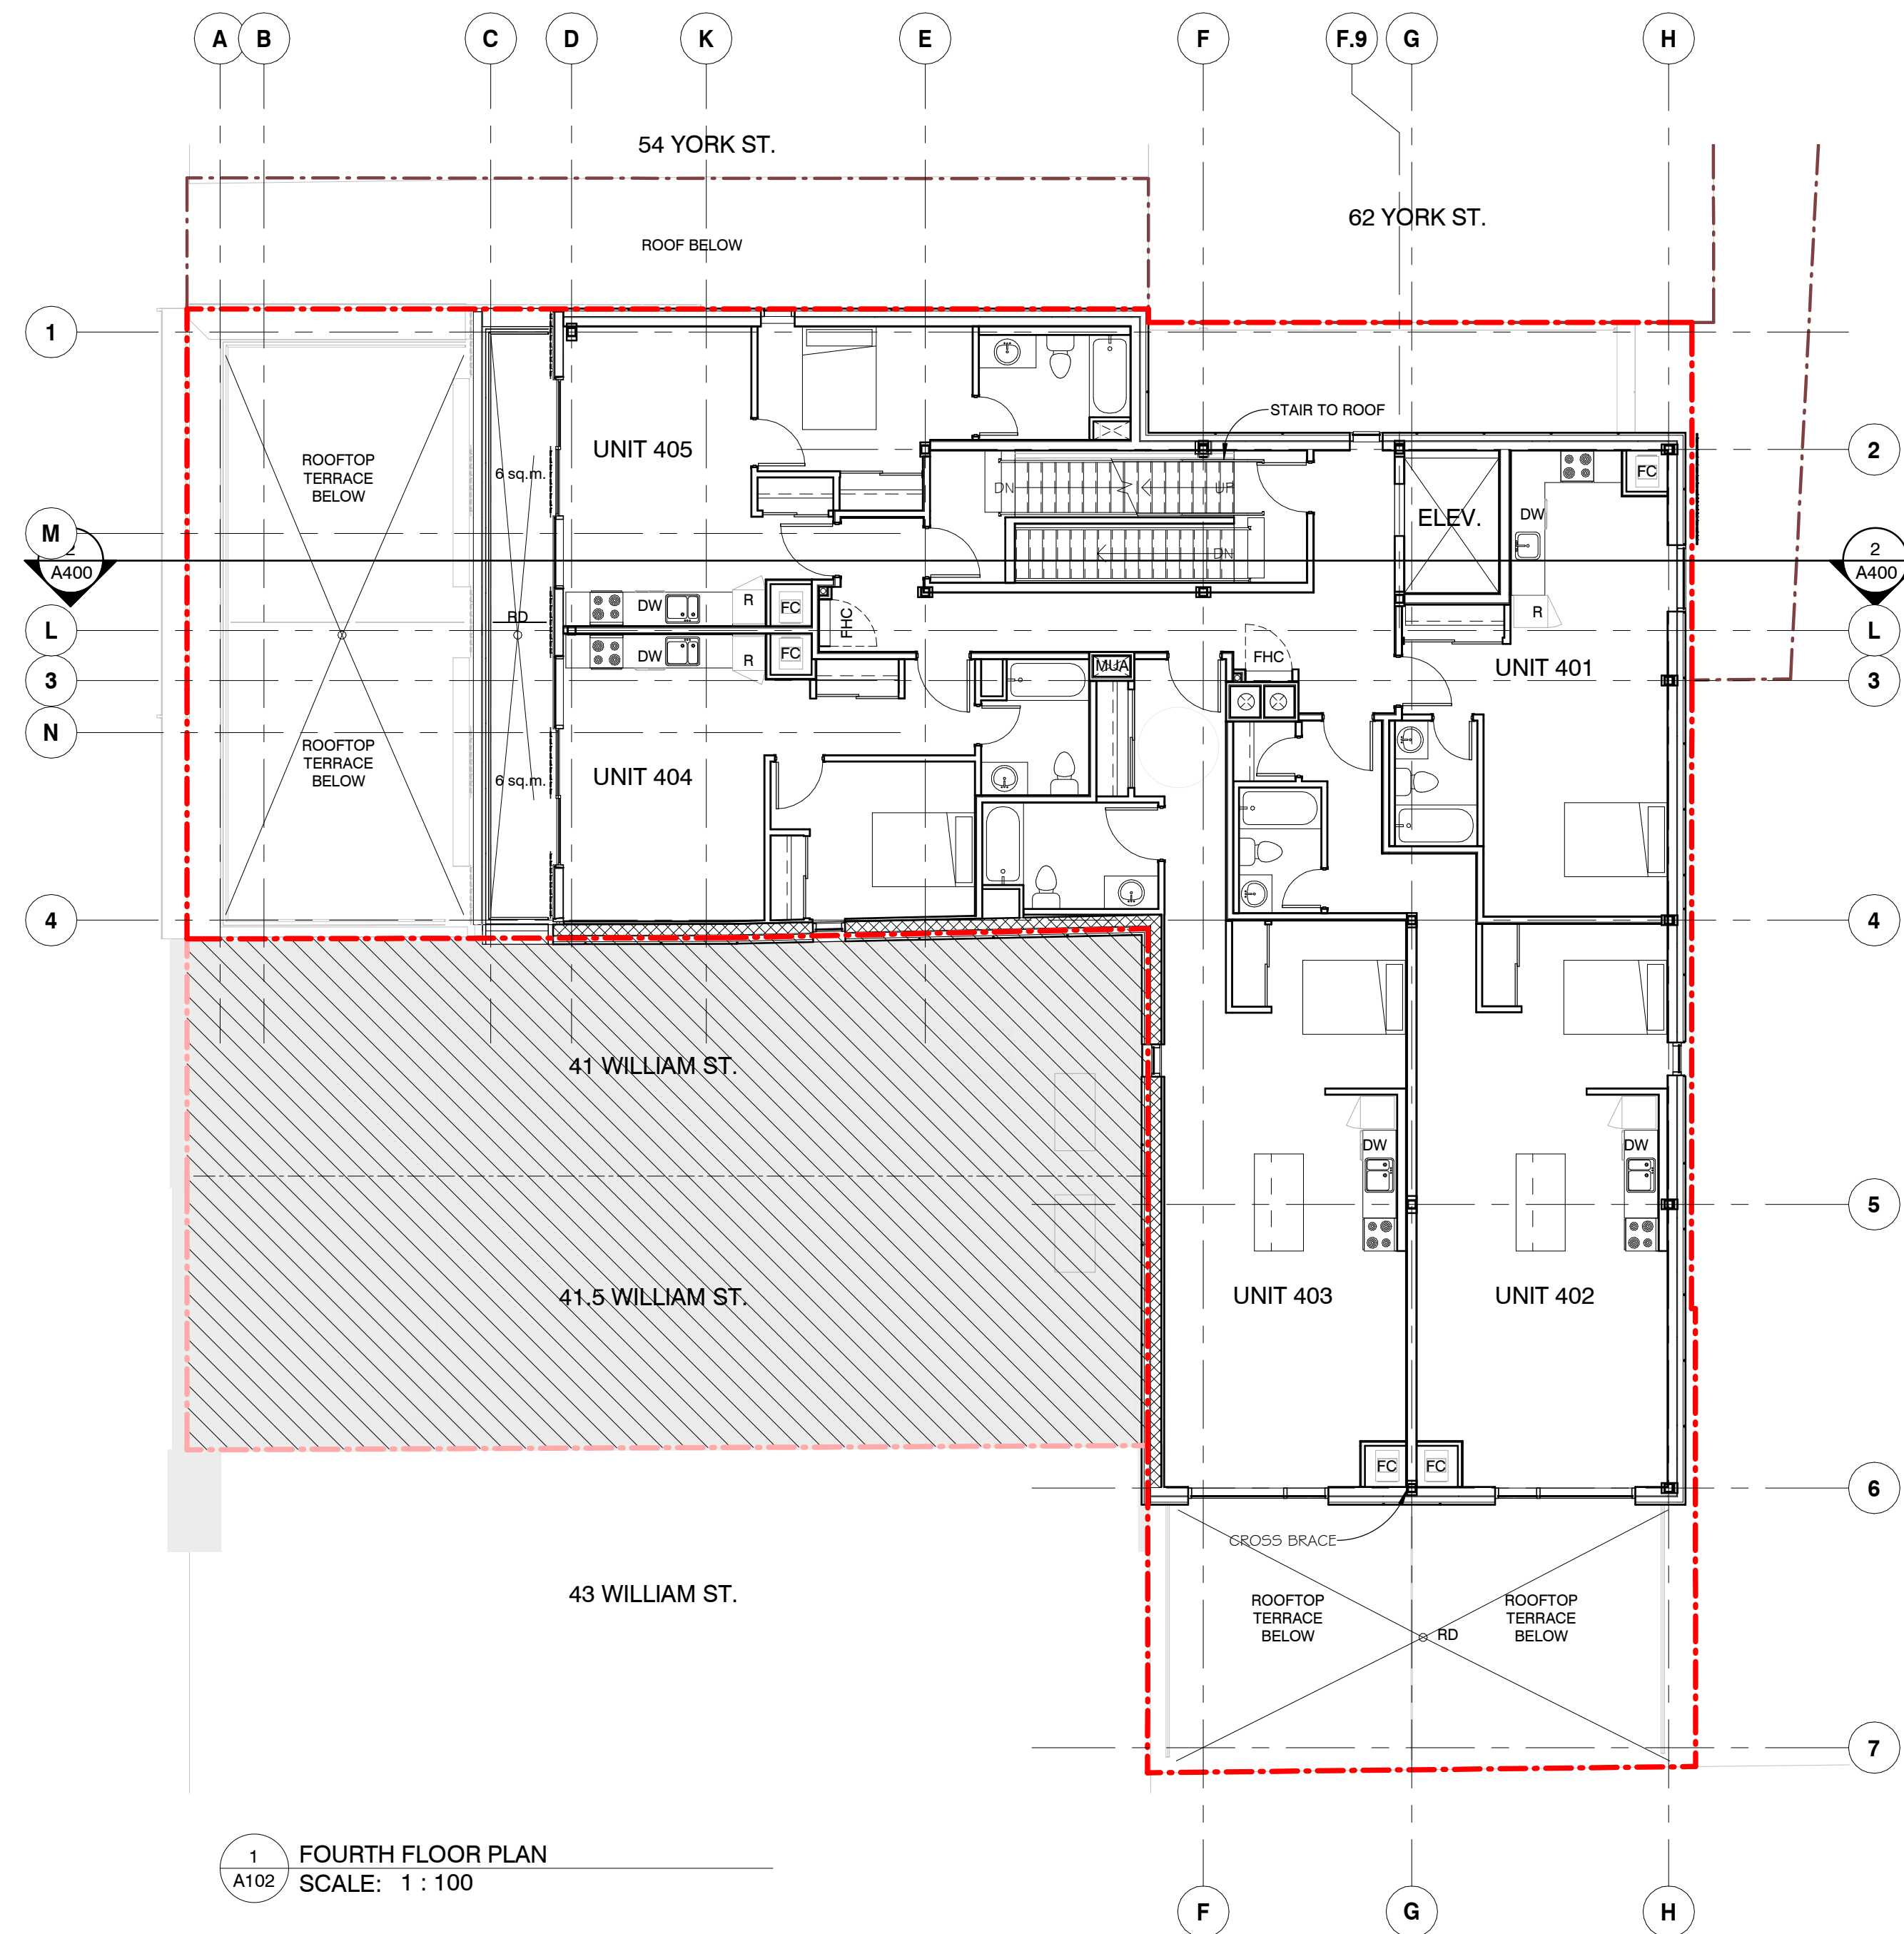 A B C D K E F F.9 G H
54 YORK ST.
62 YORK ST.
ROOF BELOW
1
STAIR TO ROOF
UNIT 405
2
ROOFTOP
TERRACE
BELOW
6 sq.m.
FC
DN
UP
ELEV.
DW
M
2
A400
DN
2
A400
R
DW
R
FC
FHC
RD
L
L
DW
R
FC
MUA
FHC
UNIT 401
3
3
N
ROOFTOP
TERRACE
BELOW
6 sq.m.
UNIT 404
4
4
41 WILLIAM ST.
DW
DW
5
41.5 WILLIAM ST.
UNIT 403
UNIT 402
FC
FC
6
CROSS BRACE
43 WILLIAM ST.
ROOFTOP
TERRACE
BELOW
RD
ROOFTOP
TERRACE
BELOW
7
1
A102
FOURTH FLOOR PLAN
SCALE: 1 : 100
F G H